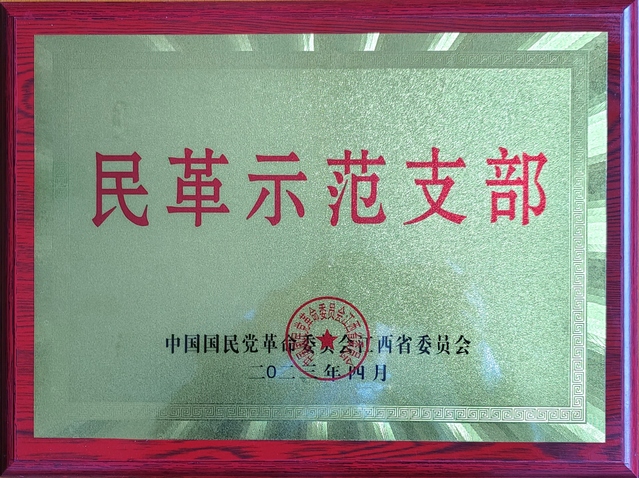 民革示范支部
中国国民党革命委员会江西省委员会
二〇二三年四月